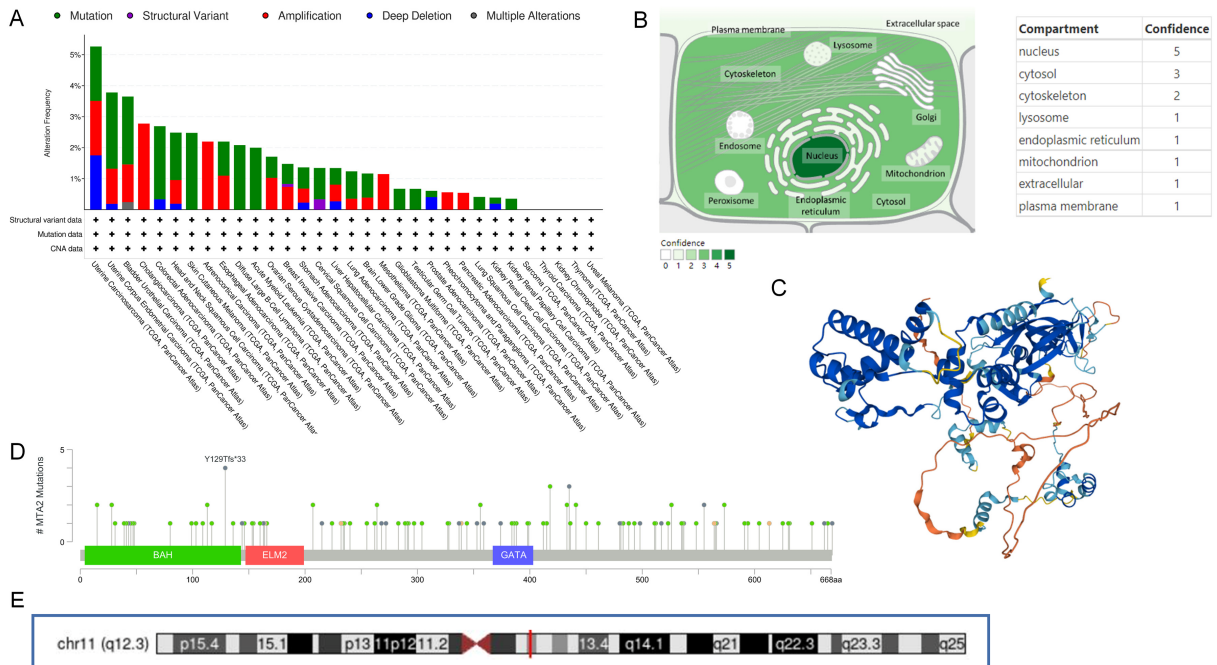 A
Mutation
Structural Variant
Amplification
Deep Deletion
Multiple Alterations
Alteration Frequency
5%
4%
3%
2%
1%
Structural variant data
Mutation data
CNA data
Uterine Carcinosarcoma (TCGA, PanCancer Atlas)
Uterine Corpus Endometrial Carcinoma (TCGA, PanCancer Atlas)
Bladder Urothelial Carcinoma (TCGA, PanCancer Atlas)
Cholangiocarcinoma (TCGA, PanCancer Atlas)
Colorectal Adenocarcinoma (TCGA, PanCancer Atlas)
Head and Neck Squamous Cell Carcinoma (TCGA, PanCancer Atlas)
Skin Cutaneous Melanoma (TCGA, PanCancer Atlas)
Adrenocortical Carcinoma (TCGA, PanCancer Atlas)
Esophageal Adenocarcinoma (TCGA, PanCancer Atlas)
Diffuse Large B-Cell Lymphoma (TCGA, PanCancer Atlas)
Acute Myeloid Leukemia (TCGA, PanCancer Atlas)
Ovarian Serous Cystadenocarcinoma (TCGA, PanCancer Atlas)
Breast Invasive Carcinoma (TCGA, PanCancer Atlas)
Stomach Adenocarcinoma (TCGA, PanCancer Atlas)
Cervical Squamous Cell Carcinoma (TCGA, PanCancer Atlas)
Liver Hepatocellular Carcinoma (TCGA, PanCancer Atlas)
Lung Adenocarcinoma (TCGA, PanCancer Atlas)
Brain Lower Grade Glioma (TCGA, PanCancer Atlas)
Mesothelioma (TCGA, PanCancer Atlas)
Glioblastoma Multiforme (TCGA, PanCancer Atlas)
Testicular Germ Cell Tumors (TCGA, PanCancer Atlas)
Prostate Adenocarcinoma (TCGA, PanCancer Atlas)
Pheochromocytoma and Paraganglioma (TCGA, PanCancer Atlas)
Pancreatic Adenocarcinoma (TCGA, PanCancer Atlas)
Lung Squamous Cell Carcinoma (TCGA, PanCancer Atlas)
Kidney Renal Clear Cell Carcinoma (TCGA, PanCancer Atlas)
Kidney Renal Papillary Cell Carcinoma (TCGA, PanCancer Atlas)
Sarcoma (TCGA, PanCancer Atlas)
Thyroid Carcinoma (TCGA, PanCancer Atlas)
Kidney Chromophobe (TCGA, PanCancer Atlas)
Thymoma (TCGA, PanCancer Atlas)
Uveal Melanoma (TCGA, PanCancer Atlas)
B
Extracellular space
Plasma membrane
Lysosome
Cytoskeleton
Golgi
Endosome
Nucleus
Mitochondrion
Peroxisome
Endoplasmic
reticulum
Cytosol
Confidence
0 1 2 3 4 5
Compartment Confidence
nucleus 5
cytosol 3
cytoskeleton 2
lysosome 1
endoplasmic reticulum 1
mitochondrion 1
extracellular 1
plasma membrane 1
C
D
# MTA2 Mutations
5
0
Y129Tfs*33
BAH
ELM2
GATA
0 100 200 300 400 500 600 668aa
E
chr11 (q12.3) p15.4 15.1 p13 11p12 11.2 13.4 q14.1 q21 q22.3 q23.3 q25